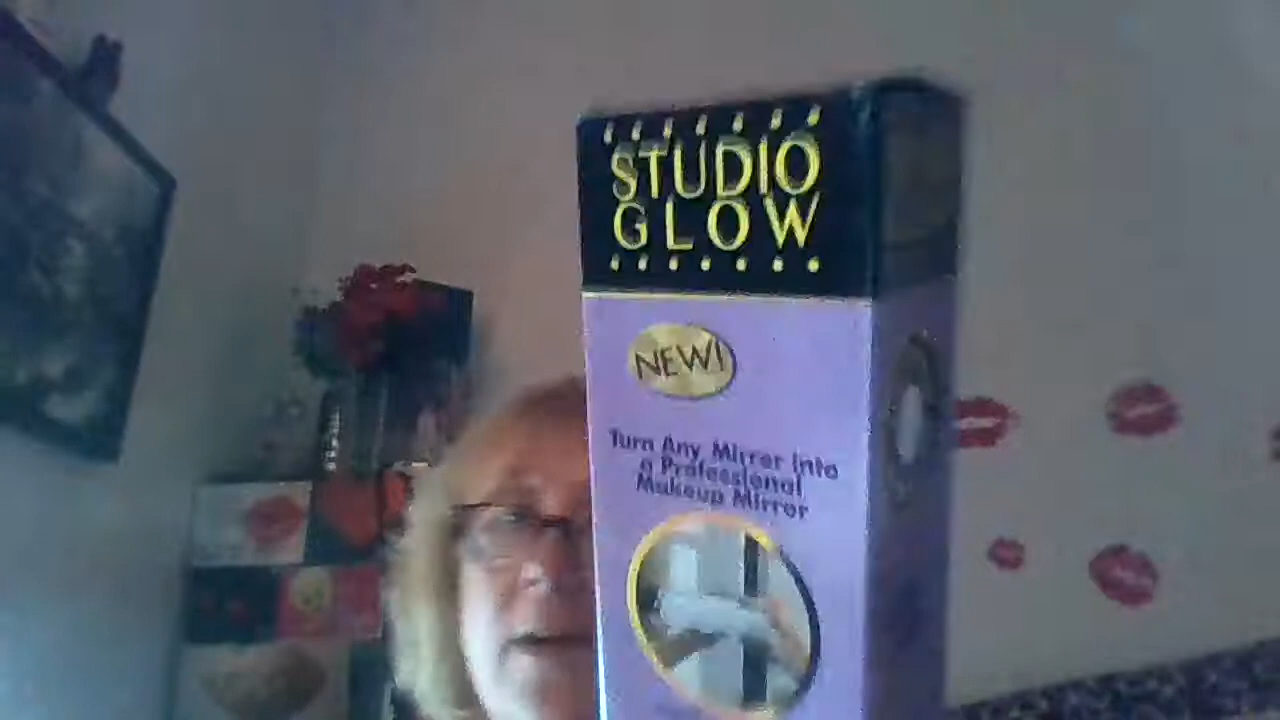 STUDIO
GLOW
NEW!
Turn Any Mirror Into
a Professional
Makeup Mirror